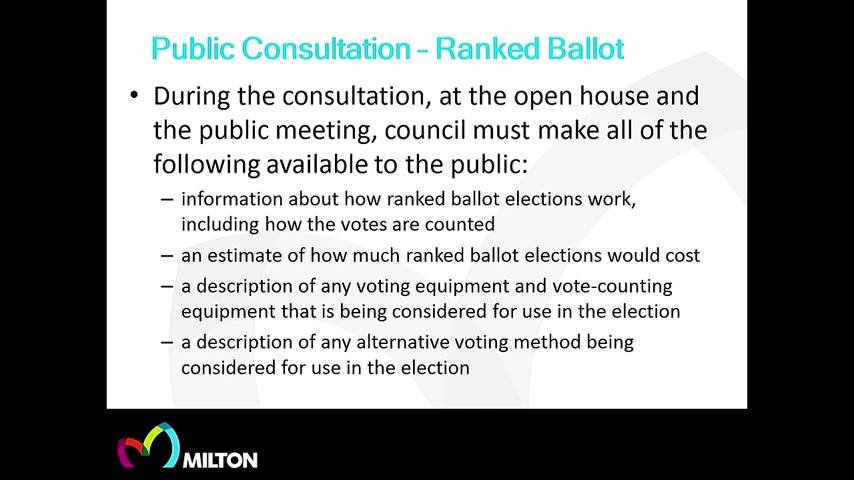 Public Consultation – Ranked Ballot
• During the consultation, at the open house and
the public meeting, council must make all of the
following available to the public:
– information about how ranked ballot elections work,
including how the votes are counted
– an estimate of how much ranked ballot elections would cost
– a description of any voting equipment and vote-counting
equipment that is being considered for use in the election
– a description of any alternative voting method being
considered for use in the election
MILTON